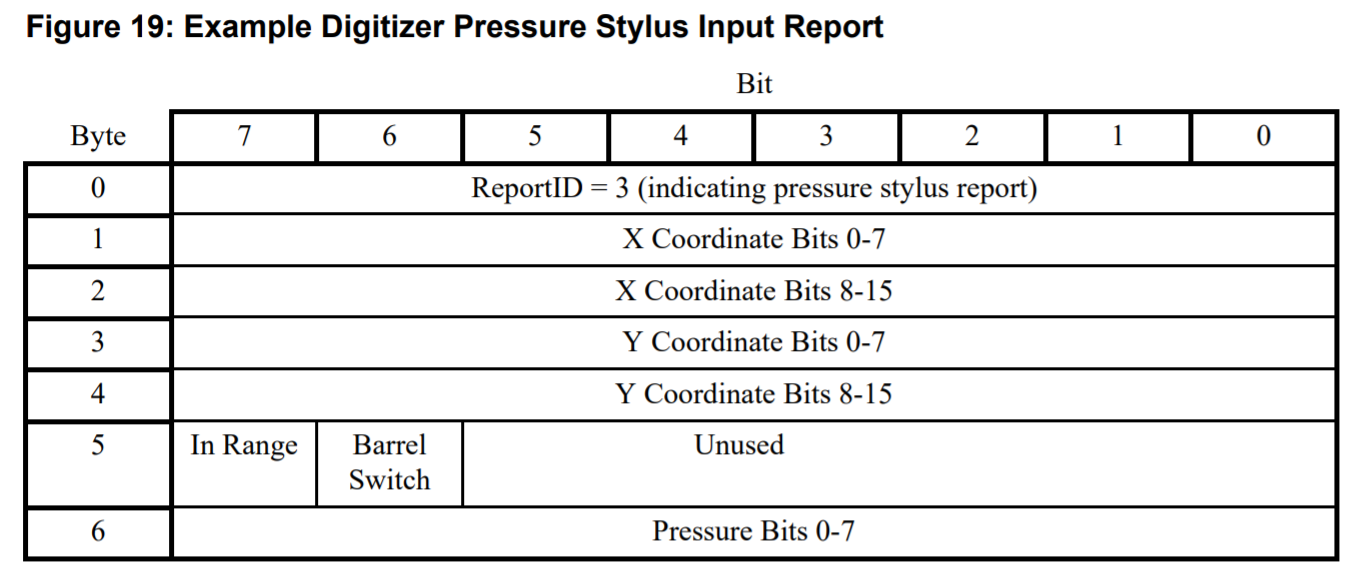 Figure 19: Example Digitizer Pressure Stylus Input Report
Bit
Byte 7 6 5 4 3 2 1 0
0 ReportID = 3 (indicating pressure stylus report)
1 X Coordinate Bits 0-7
2 X Coordinate Bits 8-15
3 Y Coordinate Bits 0-7
4 Y Coordinate Bits 8-15
5 In Range Barrel Unused
Switch
6 Pressure Bits 0-7